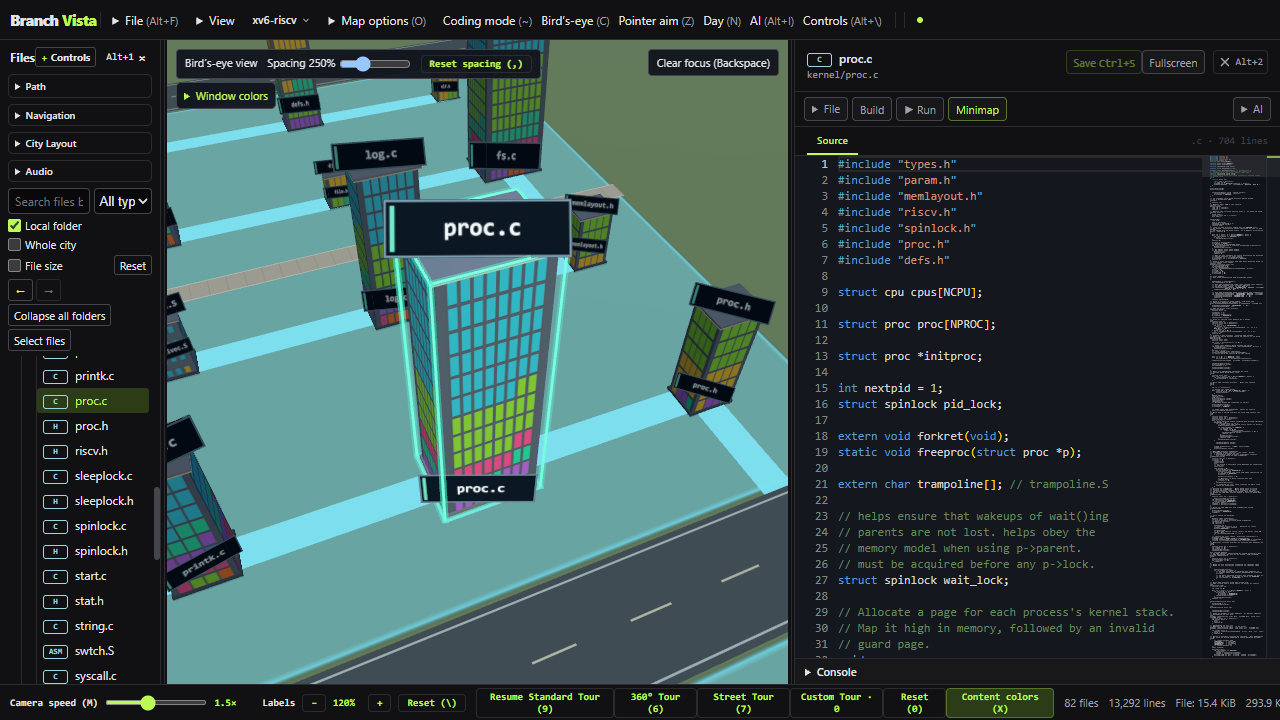 Branch Vista
File (Alt+F)
View
xv6-riscv
Map options (O)
Coding mode (~)
Bird's-eye (C)
Pointer aim (Z)
Day (N)
AI (Alt+I)
Controls (Alt+\)
Files
+ Controls
Alt+1 ×
Path
Navigation
City Layout
Audio
Search files b
All typ
Local folder
Whole city
File size
Reset
←
→
Collapse all folders
Select files
C printk.c
C proc.c
H proc.h
H riscv.h
C sleeplock.c
H sleeplock.h
C spinlock.c
H spinlock.h
C start.c
H stat.h
C string.c
ASM swtch.S
C syscall.c
Bird's-eye view
Spacing 250%
Reset spacing (,)
Clear focus (Backspace)
Window colors
defs.h
log.c
fs.c
memlayout.h
memlayout.h
proc.c
proc.h
proc.h
proc.c
printk.c
C proc.c
kernel/proc.c
Save Ctrl+S
Fullscreen
× Alt+2
File
Build
Run
Minimap
AI
Source
.c · 704 lines
1 #include "types.h"
2 #include "param.h"
3 #include "memlayout.h"
4 #include "riscv.h"
5 #include "spinlock.h"
6 #include "proc.h"
7 #include "defs.h"
8
9 struct cpu cpus[NCPU];
10
11 struct proc proc[NPROC];
12
13 struct proc *initproc;
14
15 int nextpid = 1;
16 struct spinlock pid_lock;
17
18 extern void forkret(void);
19 static void freeproc(struct proc *p);
20
21 extern char trampoline[]; // trampoline.S
22
23 // helps ensure that wakeups of wait()ing
24 // parents are not lost. helps obey the
25 // memory model when using p->parent.
26 // must be acquired before any p->lock.
27 struct spinlock wait_lock;
28
29 // Allocate a page for each process's kernel stack.
30 // Map it high in memory, followed by an invalid
31 // guard page.
Console
Camera speed (M)
1.5×
Labels
−
120%
+
Reset (\)
Resume Standard Tour (9)
360° Tour (6)
Street Tour (7)
Custom Tour · 0
Reset (0)
Content colors (X)
82 files
13,292 lines
File: 15.4 KiB
293.9 K